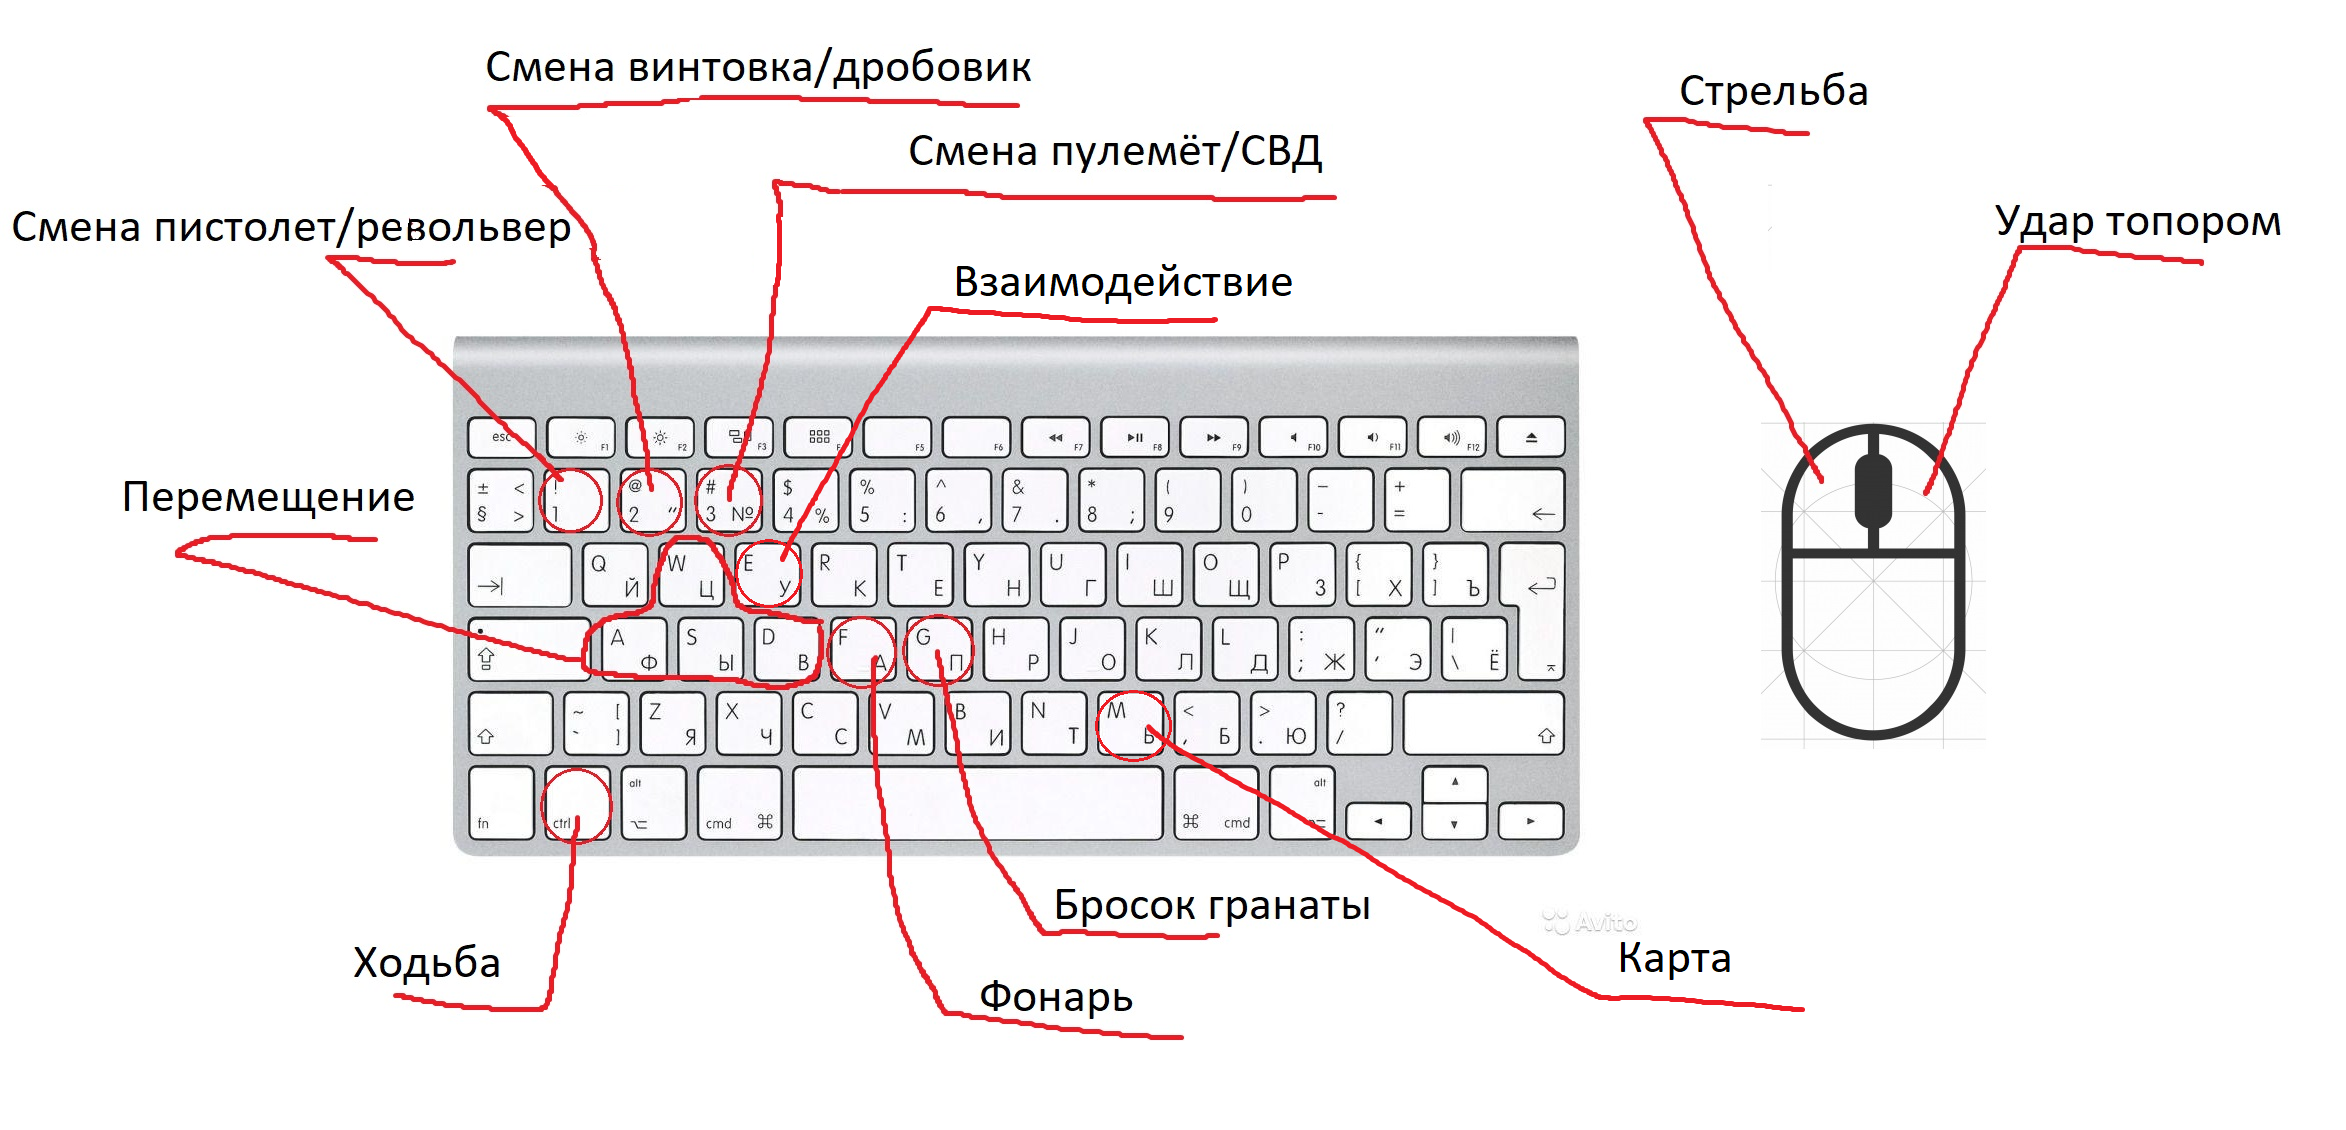 Смена винтовка/дробовик
Стрельба
Смена пулемёт/СВД
Смена пистолет/револьвер
Удар топором
Взаимодействие
esc F1 F2 F3 F5 F6 F7 F8 F9 F10 F11 F12
Перемещение
± < ! @ # $ % ^ & * ( ) – +
§ > 1 2 “ 3 № 4 % 5 : 6 , 7 . 8 ; 9 0 - =
Q W E R T Y U I O P { }
Й Ц У К Е Н Г Ш Щ З [ Х ] Ъ
A S D F G H J K L : “ |
Ф Ы В А П Р О Л Д ; Ж ‘ Э \ Ё
~ [ Z X C V B N M < > ?
` ] Я Ч С М И Т Ь , Б . Ю /
alt alt
fn ctrl cmd ⌘ ⌘ cmd
Бросок гранаты
Avito
Ходьба
Карта
Фонарь